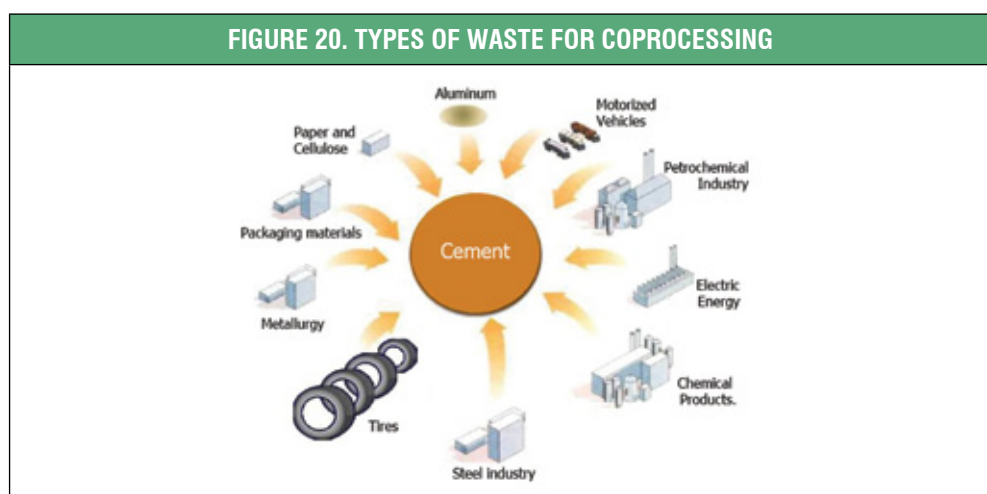 FIGURE 20. TYPES OF WASTE FOR COPROCESSING
Aluminum
Motorized
Vehicles
Paper and
Cellulose
Petrochemical
Industry
Packaging materials
Cement
Electric
Energy
Metallurgy
Chemical
Products.
Tires
Steel industry